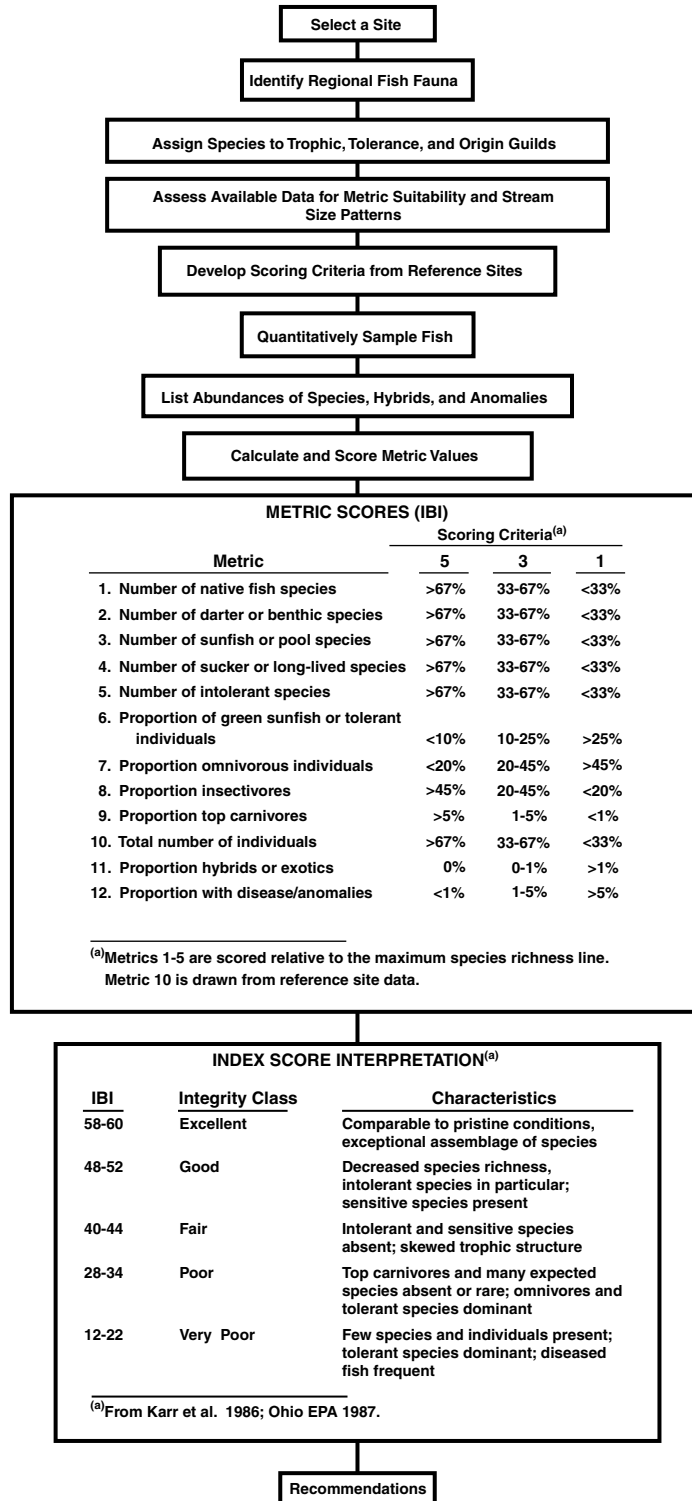 Select a Site
Identify Regional Fish Fauna
Assign Species to Trophic, Tolerance, and Origin Guilds
Assess Available Data for Metric Suitability and Stream
Size Patterns
Develop Scoring Criteria from Reference Sites
Quantitatively Sample Fish
List Abundances of Species, Hybrids, and Anomalies
Calculate and Score Metric Values
METRIC SCORES (IBI)
Scoring Criteria(a)
Metric 5 3 1
1. Number of native fish species >67% 33-67% <33%
2. Number of darter or benthic species >67% 33-67% <33%
3. Number of sunfish or pool species >67% 33-67% <33%
4. Number of sucker or long-lived species >67% 33-67% <33%
5. Number of intolerant species >67% 33-67% <33%
6. Proportion of green sunfish or tolerant
individuals <10% 10-25% >25%
7. Proportion omnivorous individuals <20% 20-45% >45%
8. Proportion insectivores >45% 20-45% <20%
9. Proportion top carnivores >5% 1-5% <1%
10. Total number of individuals >67% 33-67% <33%
11. Proportion hybrids or exotics 0% 0-1% >1%
12. Proportion with disease/anomalies <1% 1-5% >5%
(a)Metrics 1-5 are scored relative to the maximum species richness line.
Metric 10 is drawn from reference site data.
INDEX SCORE INTERPRETATION(a)
IBI Integrity Class Characteristics
58-60 Excellent Comparable to pristine conditions,
exceptional assemblage of species
48-52 Good Decreased species richness,
intolerant species in particular;
sensitive species present
40-44 Fair Intolerant and sensitive species
absent; skewed trophic structure
28-34 Poor Top carnivores and many expected
species absent or rare; omnivores and
tolerant species dominant
12-22 Very Poor Few species and individuals present;
tolerant species dominant; diseased
fish frequent
(a)From Karr et al. 1986; Ohio EPA 1987.
Recommendations